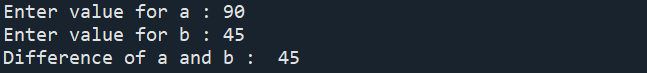 Enter value for a : 90
Enter value for b : 45
Difference of a and b :  45